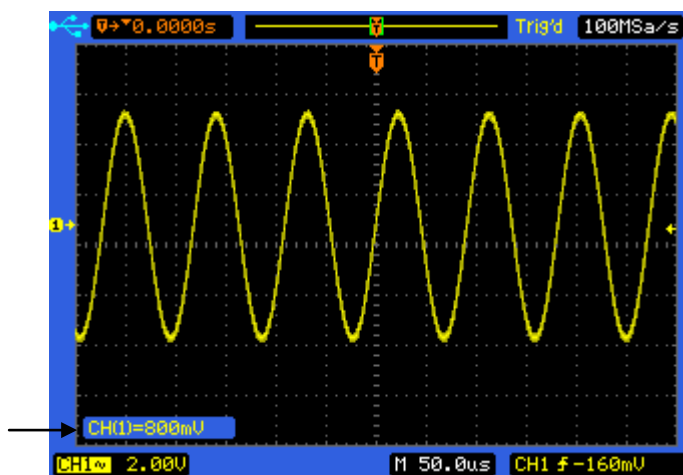 T→▼0.0000s T Trig'd 100MSa/s
T
1
CH(1)=800mV
CH1~ 2.00V M 50.0us CH1 ƒ-160mV